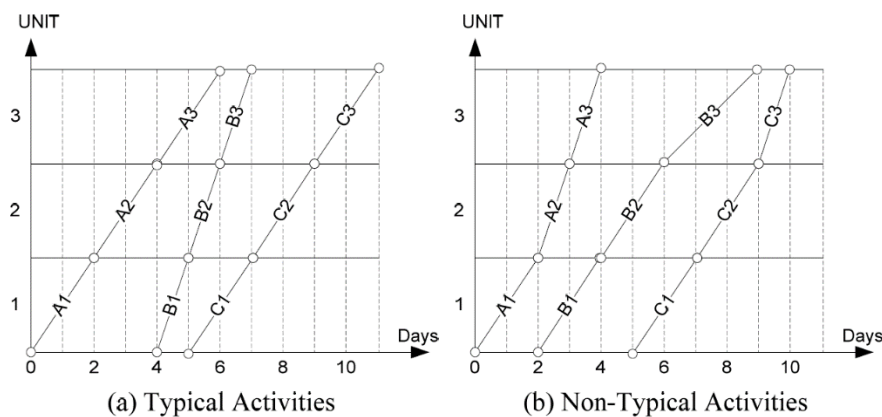 UNIT
3
2
1
A1
A2
A3
B1
B2
B3
C1
C2
C3
Days
0 2 4 6 8 10
(a) Typical Activities
UNIT
3
2
1
A1
A2
A3
B1
B2
B3
C1
C2
C3
Days
0 2 4 6 8 10
(b) Non-Typical Activities